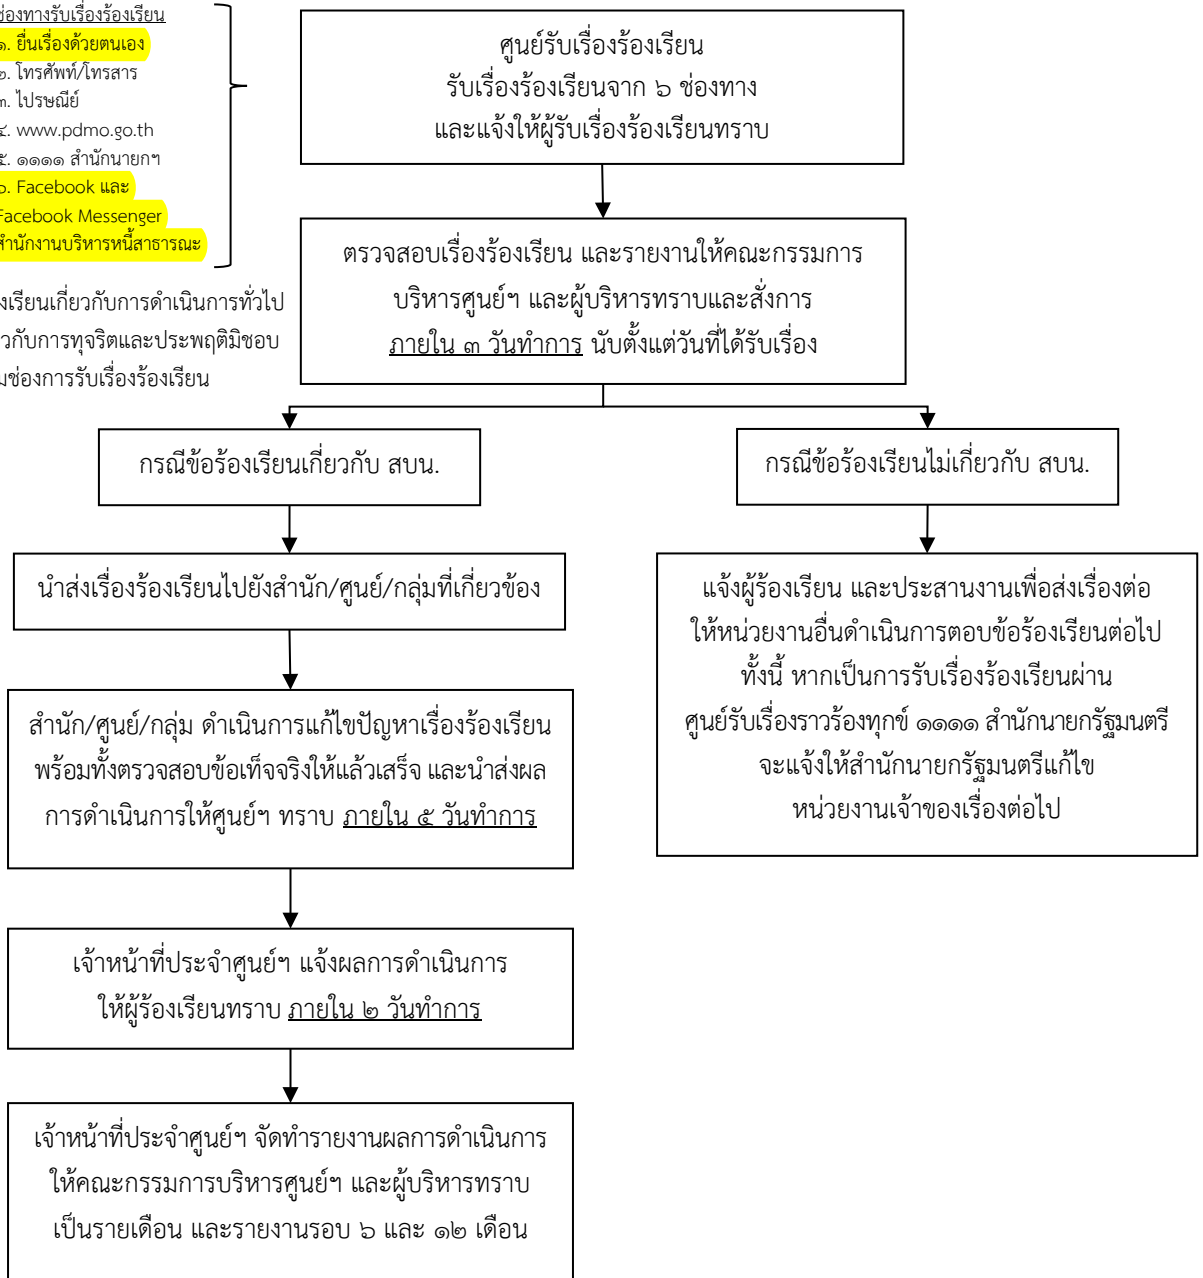 ช่องทางรับเรื่องร้องเรียน
๑. ยื่นเรื่องด้วยตนเอง
๒. โทรศัพท์/โทรสาร
๓. ไปรษณีย์
๔. www.pdmo.go.th
๕. ๑๑๑๑ สำนักนายกฯ
๖. Facebook และ
Facebook Messenger
สำนักงานบริหารหนี้สาธารณะ
ศูนย์รับเรื่องร้องเรียน
รับเรื่องร้องเรียนจาก ๖ ช่องทาง
และแจ้งให้ผู้รับเรื่องร้องเรียนทราบ
ตรวจสอบเรื่องร้องเรียน และรายงานให้คณะกรรมการ
บริหารศูนย์ฯ และผู้บริหารทราบและสั่งการ
ภายใน ๓ วันทำการ นับตั้งแต่วันที่ได้รับเรื่อง
งเรียนเกี่ยวกับการดำเนินการทั่วไป
วกับการทุจริตและประพฤติมิชอบ
มช่องการรับเรื่องร้องเรียน
กรณีข้อร้องเรียนเกี่ยวกับ สบน.
กรณีข้อร้องเรียนไม่เกี่ยวกับ สบน.
นำส่งเรื่องร้องเรียนไปยังสำนัก/ศูนย์/กลุ่มที่เกี่ยวข้อง
สำนัก/ศูนย์/กลุ่ม ดำเนินการแก้ไขปัญหาเรื่องร้องเรียน
พร้อมทั้งตรวจสอบข้อเท็จจริงให้แล้วเสร็จ และนำส่งผล
การดำเนินการให้ศูนย์ฯ ทราบ ภายใน ๕ วันทำการ
แจ้งผู้ร้องเรียน และประสานงานเพื่อส่งเรื่องต่อ
ให้หน่วยงานอื่นดำเนินการตอบข้อร้องเรียนต่อไป
ทั้งนี้ หากเป็นการรับเรื่องร้องเรียนผ่าน
ศูนย์รับเรื่องราวร้องทุกข์ ๑๑๑๑ สำนักนายกรัฐมนตรี
จะแจ้งให้สำนักนายกรัฐมนตรีแก้ไข
หน่วยงานเจ้าของเรื่องต่อไป
เจ้าหน้าที่ประจำศูนย์ฯ แจ้งผลการดำเนินการ
ให้ผู้ร้องเรียนทราบ ภายใน ๒ วันทำการ
เจ้าหน้าที่ประจำศูนย์ฯ จัดทำรายงานผลการดำเนินการ
ให้คณะกรรมการบริหารศูนย์ฯ และผู้บริหารทราบ
เป็นรายเดือน และรายงานรอบ ๖ และ ๑๒ เดือน